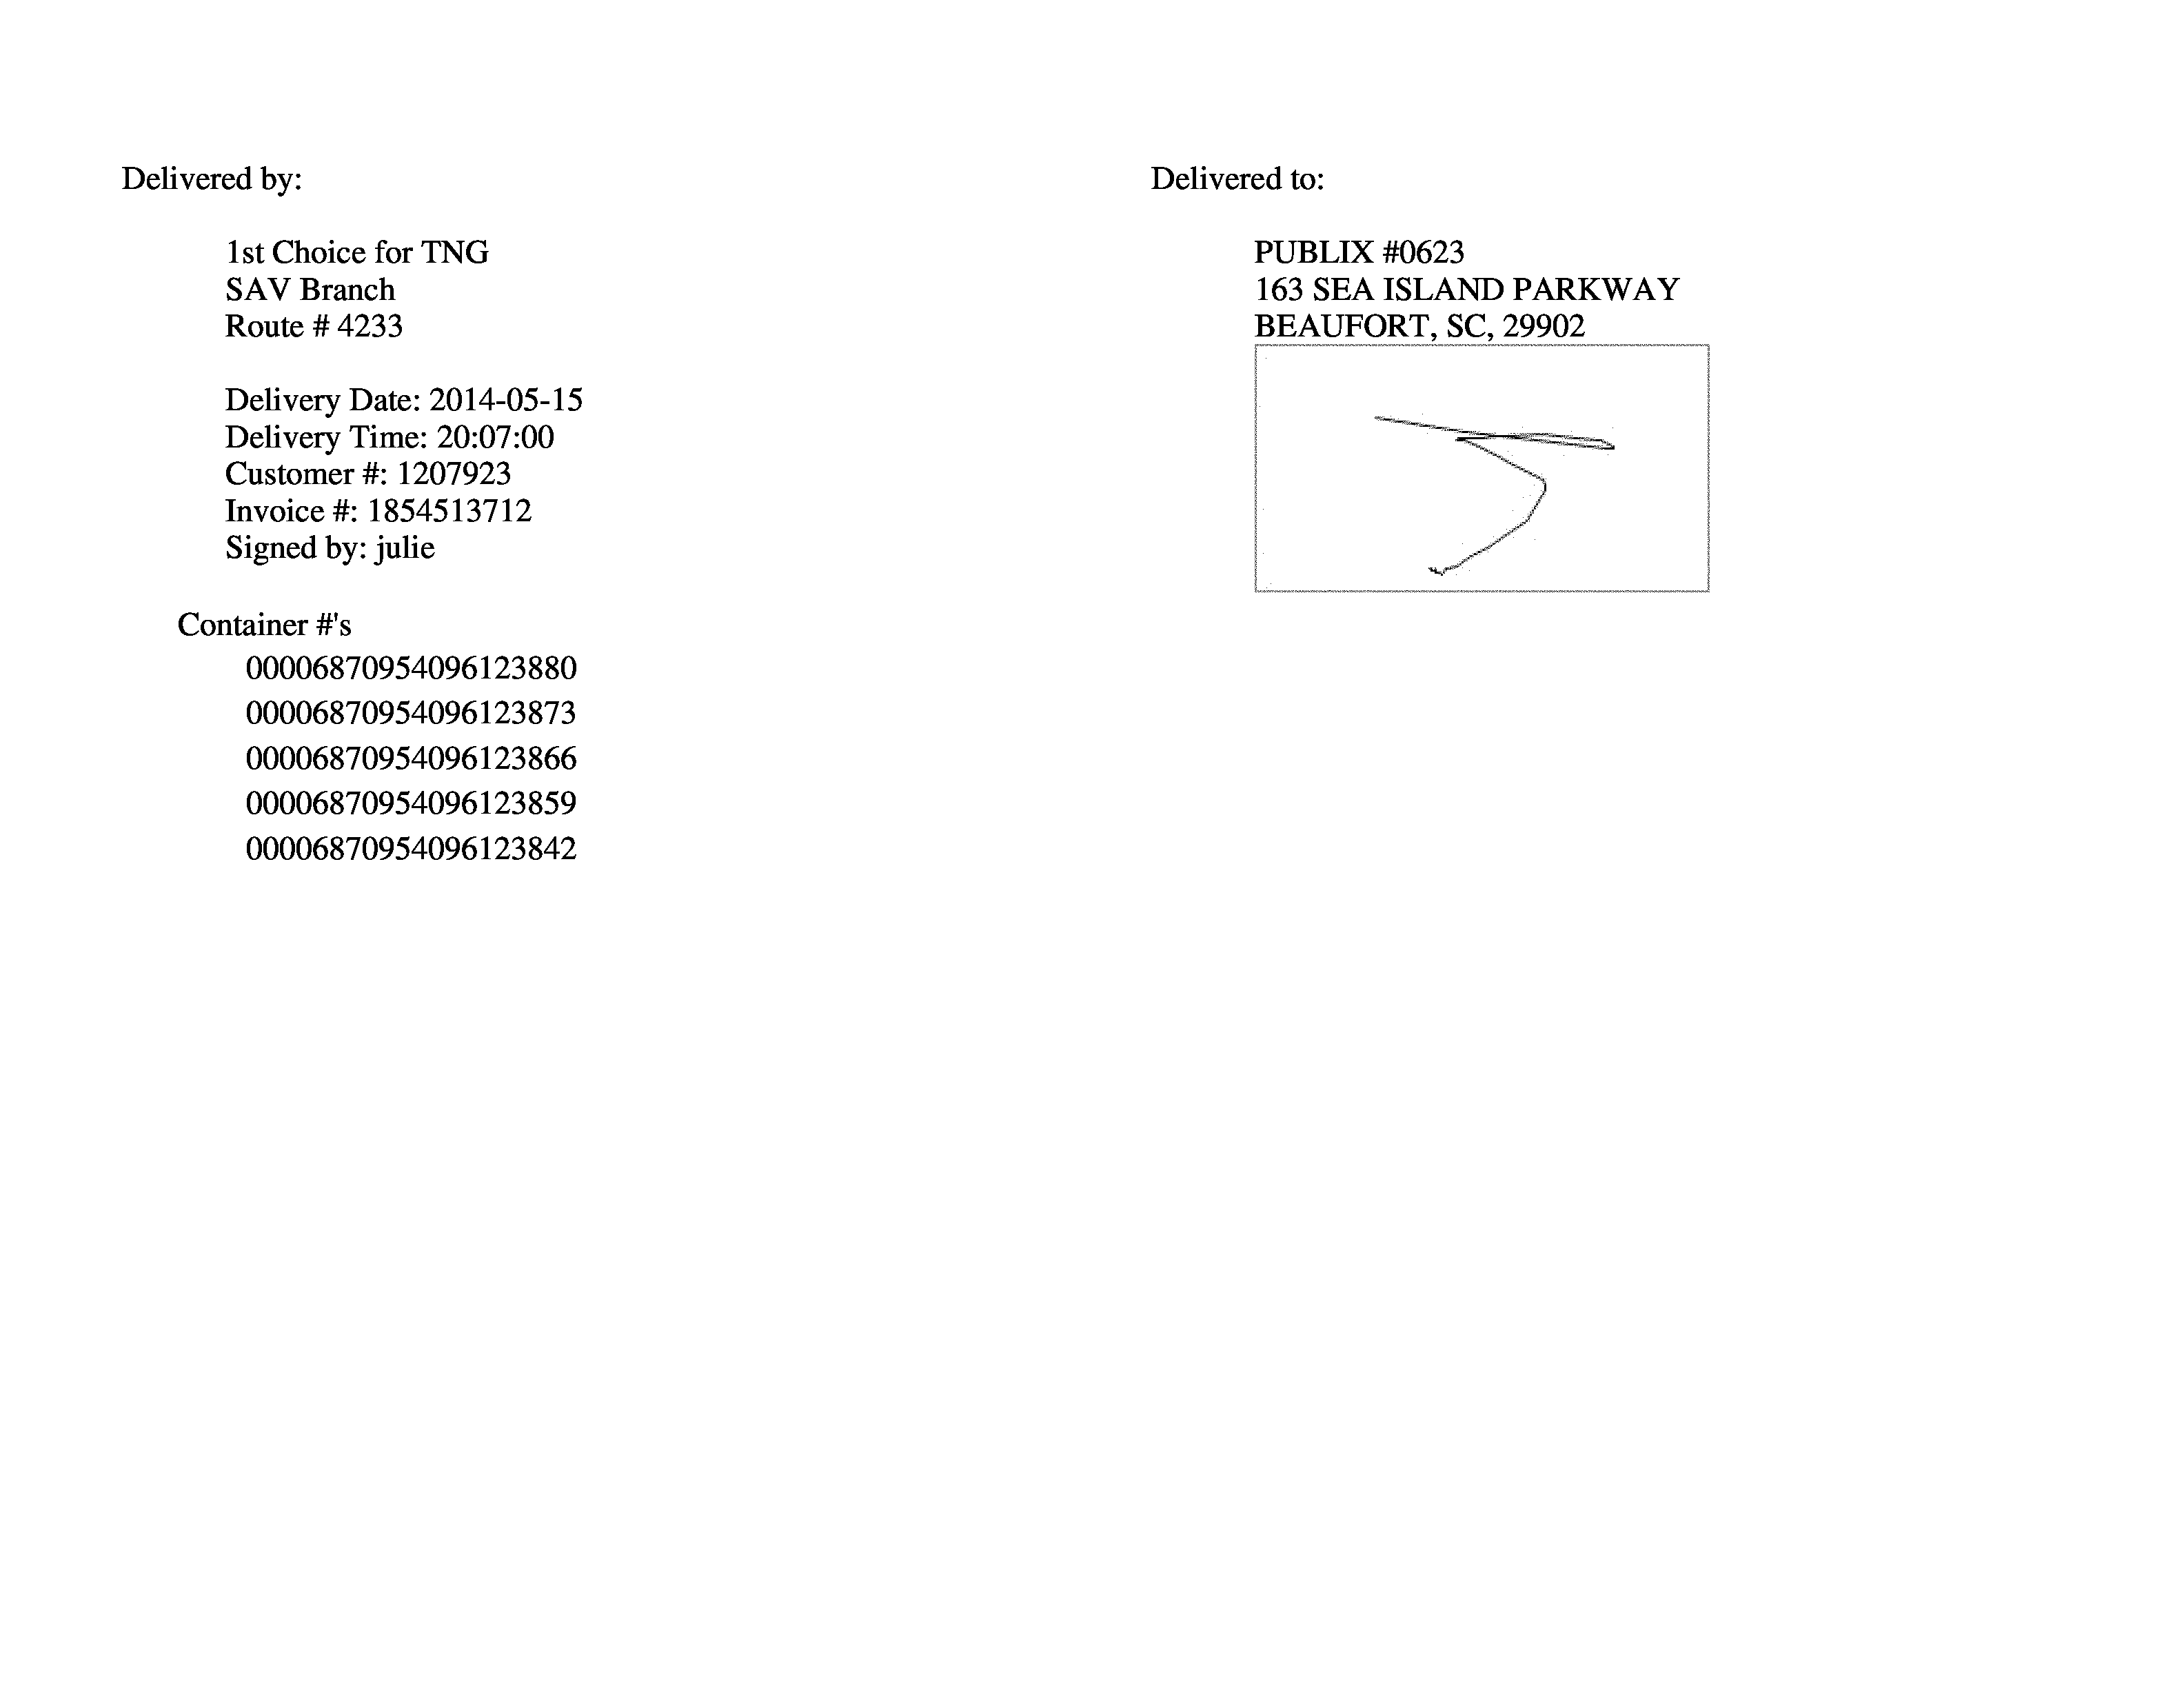 Delivered by:
1st Choice for TNG
SAV Branch
Route # 4233
Delivery Date: 2014-05-15
Delivery Time: 20:07:00
Customer #: 1207923
Invoice #: 1854513712
Signed by: julie
Container #'s
00006870954096123880
00006870954096123873
00006870954096123866
00006870954096123859
00006870954096123842
Delivered to:
PUBLIX #0623
163 SEA ISLAND PARKWAY
BEAUFORT, SC, 29902